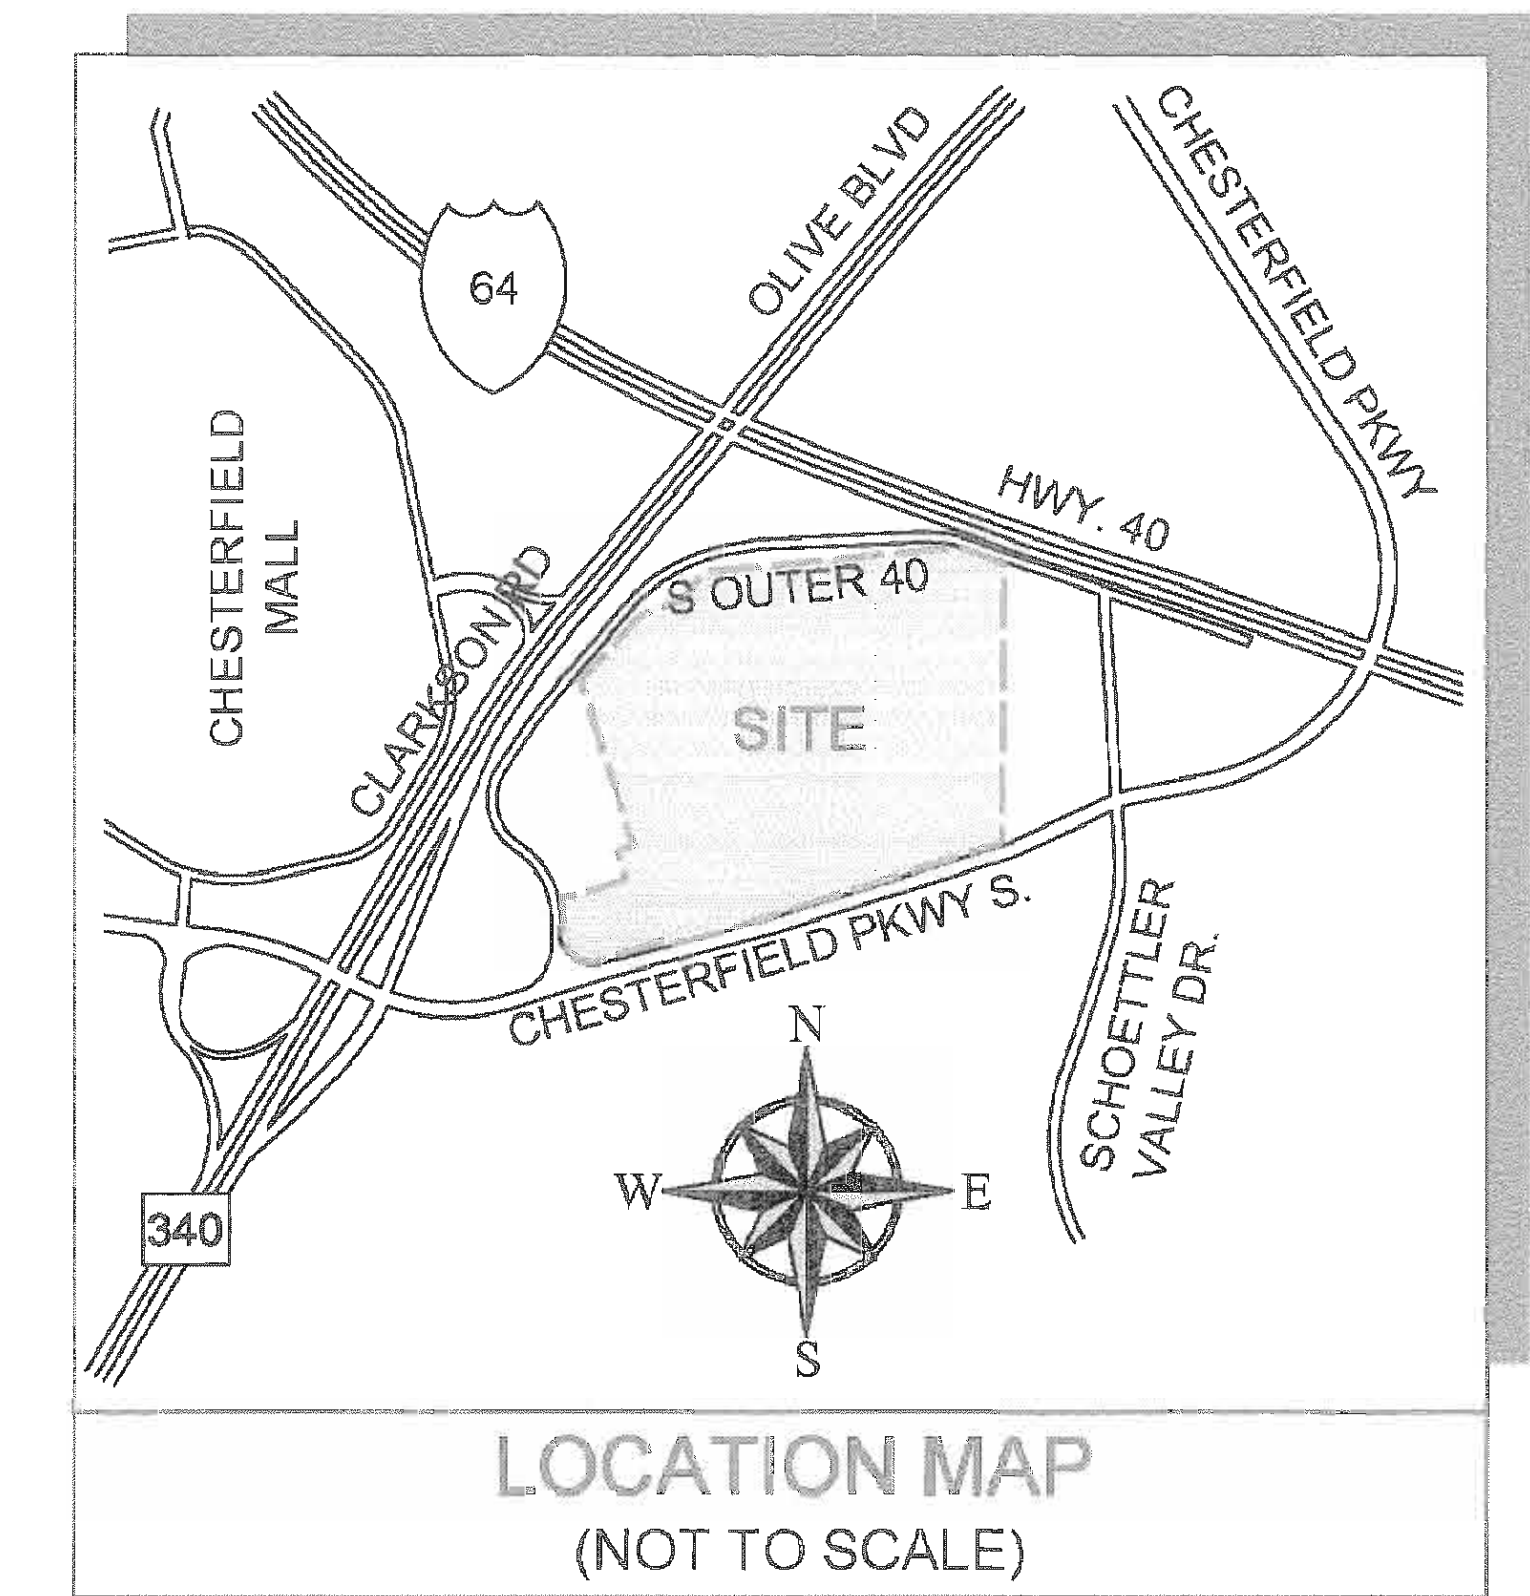 CHESTERFIELD PKWY
OLIVE BLVD
64
HWY. 40
CHESTERFIELD
MALL
CLARKSON RD
S OUTER 40
SITE
CHESTERFIELD PKWY S.
SCHOETTLER
VALLEY DR.
N
W
E
S
340
LOCATION MAP
(NOT TO SCALE)